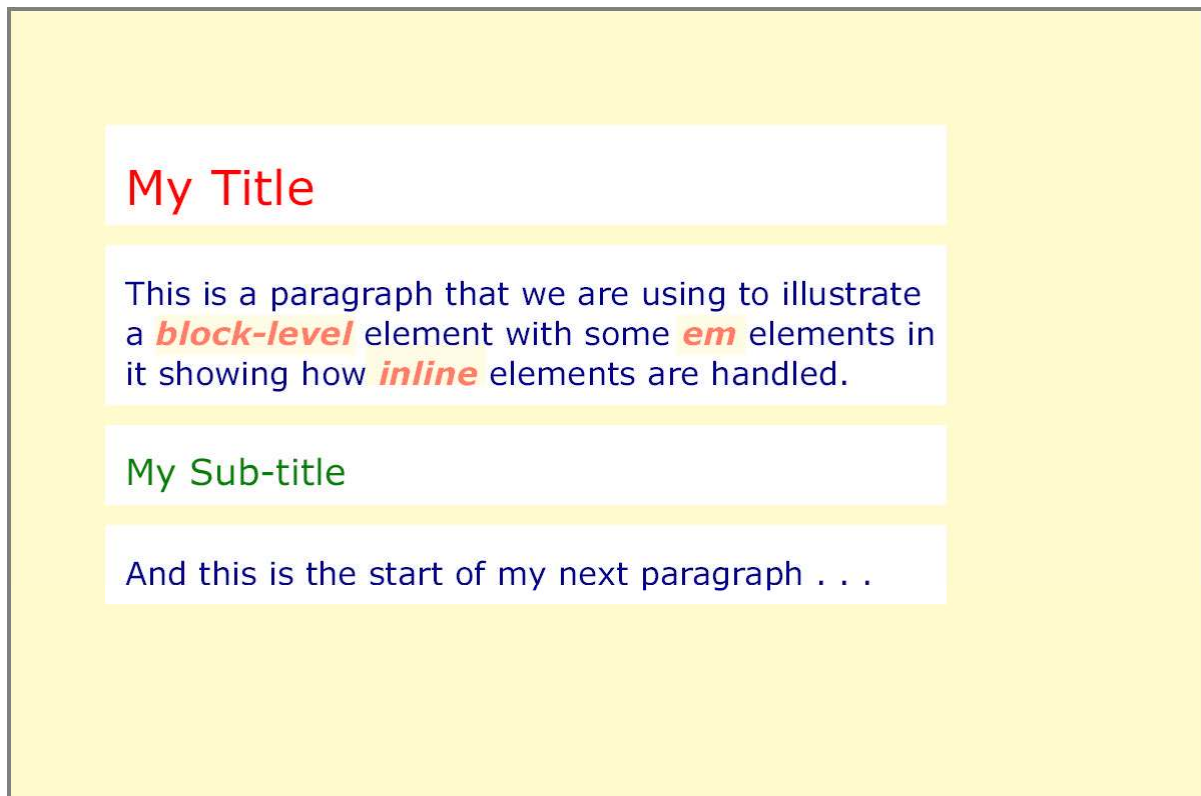 My Title
This is a paragraph that we are using to illustrate
a block-level element with some em elements in
it showing how inline elements are handled.
My Sub-title
And this is the start of my next paragraph . . .